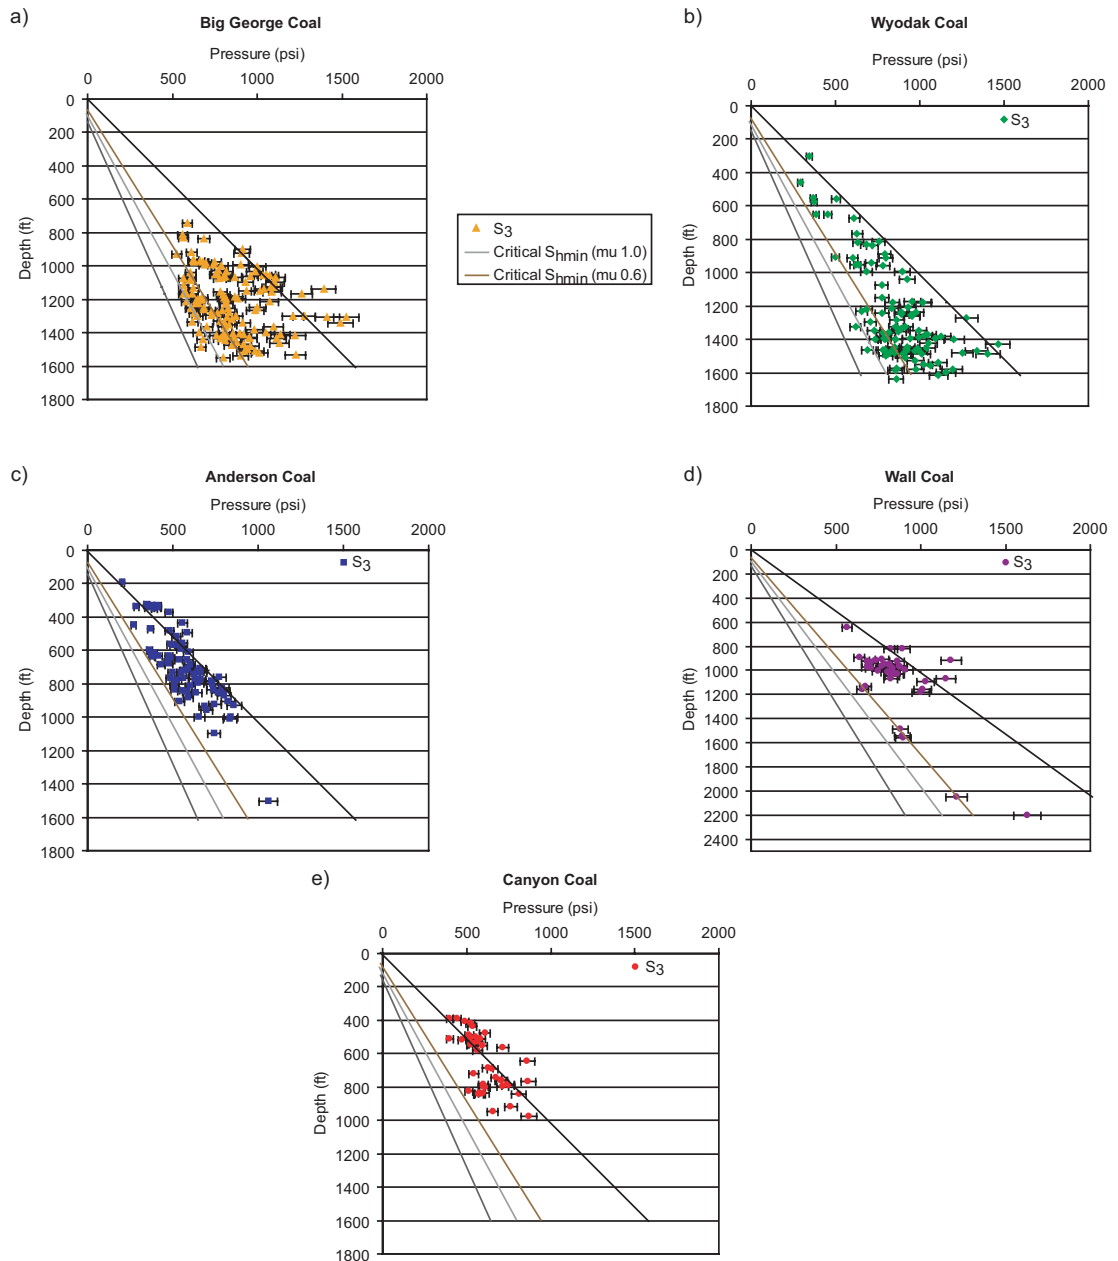 a)
Big George Coal
Pressure (psi)
0 500 1000 1500 2000
0
200
400
600
800
1000
1200
1400
1600
1800
Depth (ft)
S3
Critical Shmin (mu 1.0)
Critical Shmin (mu 0.6)
b)
Wyodak Coal
Pressure (psi)
0 500 1000 1500 2000
0
200
400
600
800
1000
1200
1400
1600
1800
Depth (ft)
S3
c)
Anderson Coal
Pressure (psi)
0 500 1000 1500 2000
0
200
400
600
800
1000
1200
1400
1600
1800
Depth (ft)
S3
d)
Wall Coal
Pressure (psi)
0 500 1000 1500 2000
0
200
400
600
800
1000
1200
1400
1600
1800
2000
2200
2400
Depth (ft)
S3
e)
Canyon Coal
Pressure (psi)
0 500 1000 1500 2000
0
200
400
600
800
1000
1200
1400
1600
1800
Depth (ft)
S3